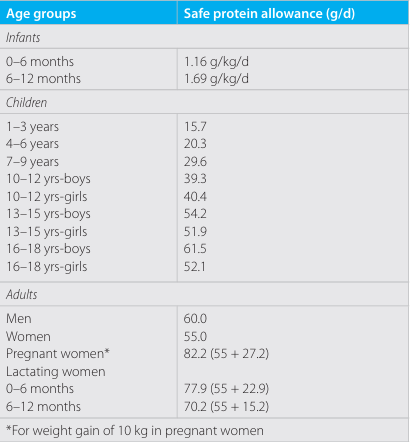 Age groups Safe protein allowance (g/d)
Infants
0–6 months 1.16 g/kg/d
6–12 months 1.69 g/kg/d
Children
1–3 years 15.7
4–6 years 20.3
7–9 years 29.6
10–12 yrs-boys 39.3
10–12 yrs-girls 40.4
13–15 yrs-boys 54.2
13–15 yrs-girls 51.9
16–18 yrs-boys 61.5
16–18 yrs-girls 52.1
Adults
Men 60.0
Women 55.0
Pregnant women* 82.2 (55 + 27.2)
Lactating women
0–6 months 77.9 (55 + 22.9)
6–12 months 70.2 (55 + 15.2)
*For weight gain of 10 kg in pregnant women